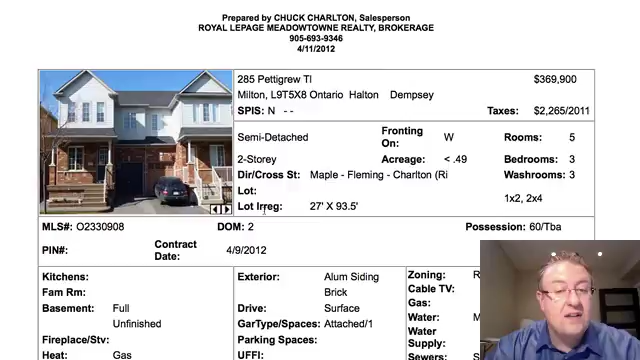 Prepared by CHUCK CHARLTON, Salesperson
ROYAL LEPAGE MEADOWTOWNE REALTY, BROKERAGE
905-693-9346
4/11/2012
285 Pettigrew Tl $369,900
Milton, L9T5X8 Ontario Halton Dempsey
SPIS: N - - Taxes: $2,265/2011
Semi-Detached Fronting On: W Rooms: 5
2-Storey Acreage: < .49 Bedrooms: 3
Dir/Cross St: Maple - Fleming - Charlton (Ri Washrooms: 3
Lot: 1x2, 2x4
Lot Irreg: 27' X 93.5'
MLS#: O2330908 DOM: 2 Possession: 60/Tba
PIN#: Contract Date: 4/9/2012
Kitchens: Exterior: Alum Siding Zoning: R
Fam Rm: Brick Cable TV:
Basement: Full Drive: Surface Gas:
Unfinished GarType/Spaces: Attached/1 Water:
Fireplace/Stv: Parking Spaces: Water Supply:
Heat: Gas UFFI: Sewers: